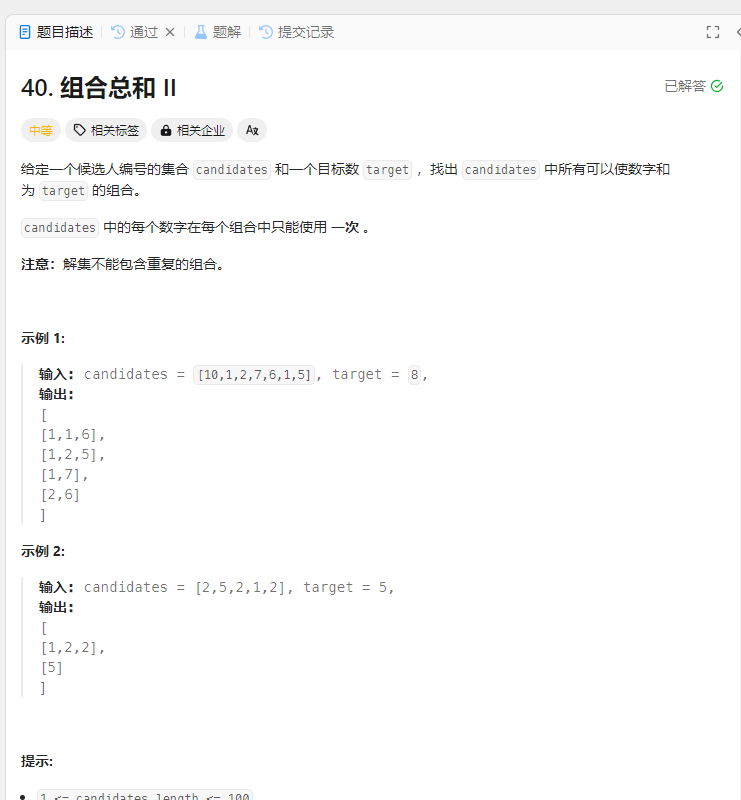 题目描述 通过 题解 提交记录
40. 组合总和 II 已解答
中等 相关标签 相关企业 Aあ
给定一个候选人编号的集合 candidates 和一个目标数 target ，找出 candidates 中所有可以使数字和
为 target 的组合。
candidates 中的每个数字在每个组合中只能使用 一次 。
注意：解集不能包含重复的组合。
示例 1:
输入: candidates = [10,1,2,7,6,1,5], target = 8,
输出:
[
[1,1,6],
[1,2,5],
[1,7],
[2,6]
]
示例 2:
输入: candidates = [2,5,2,1,2], target = 5,
输出:
[
[1,2,2],
[5]
]
提示:
1 <= candidates.length <= 100